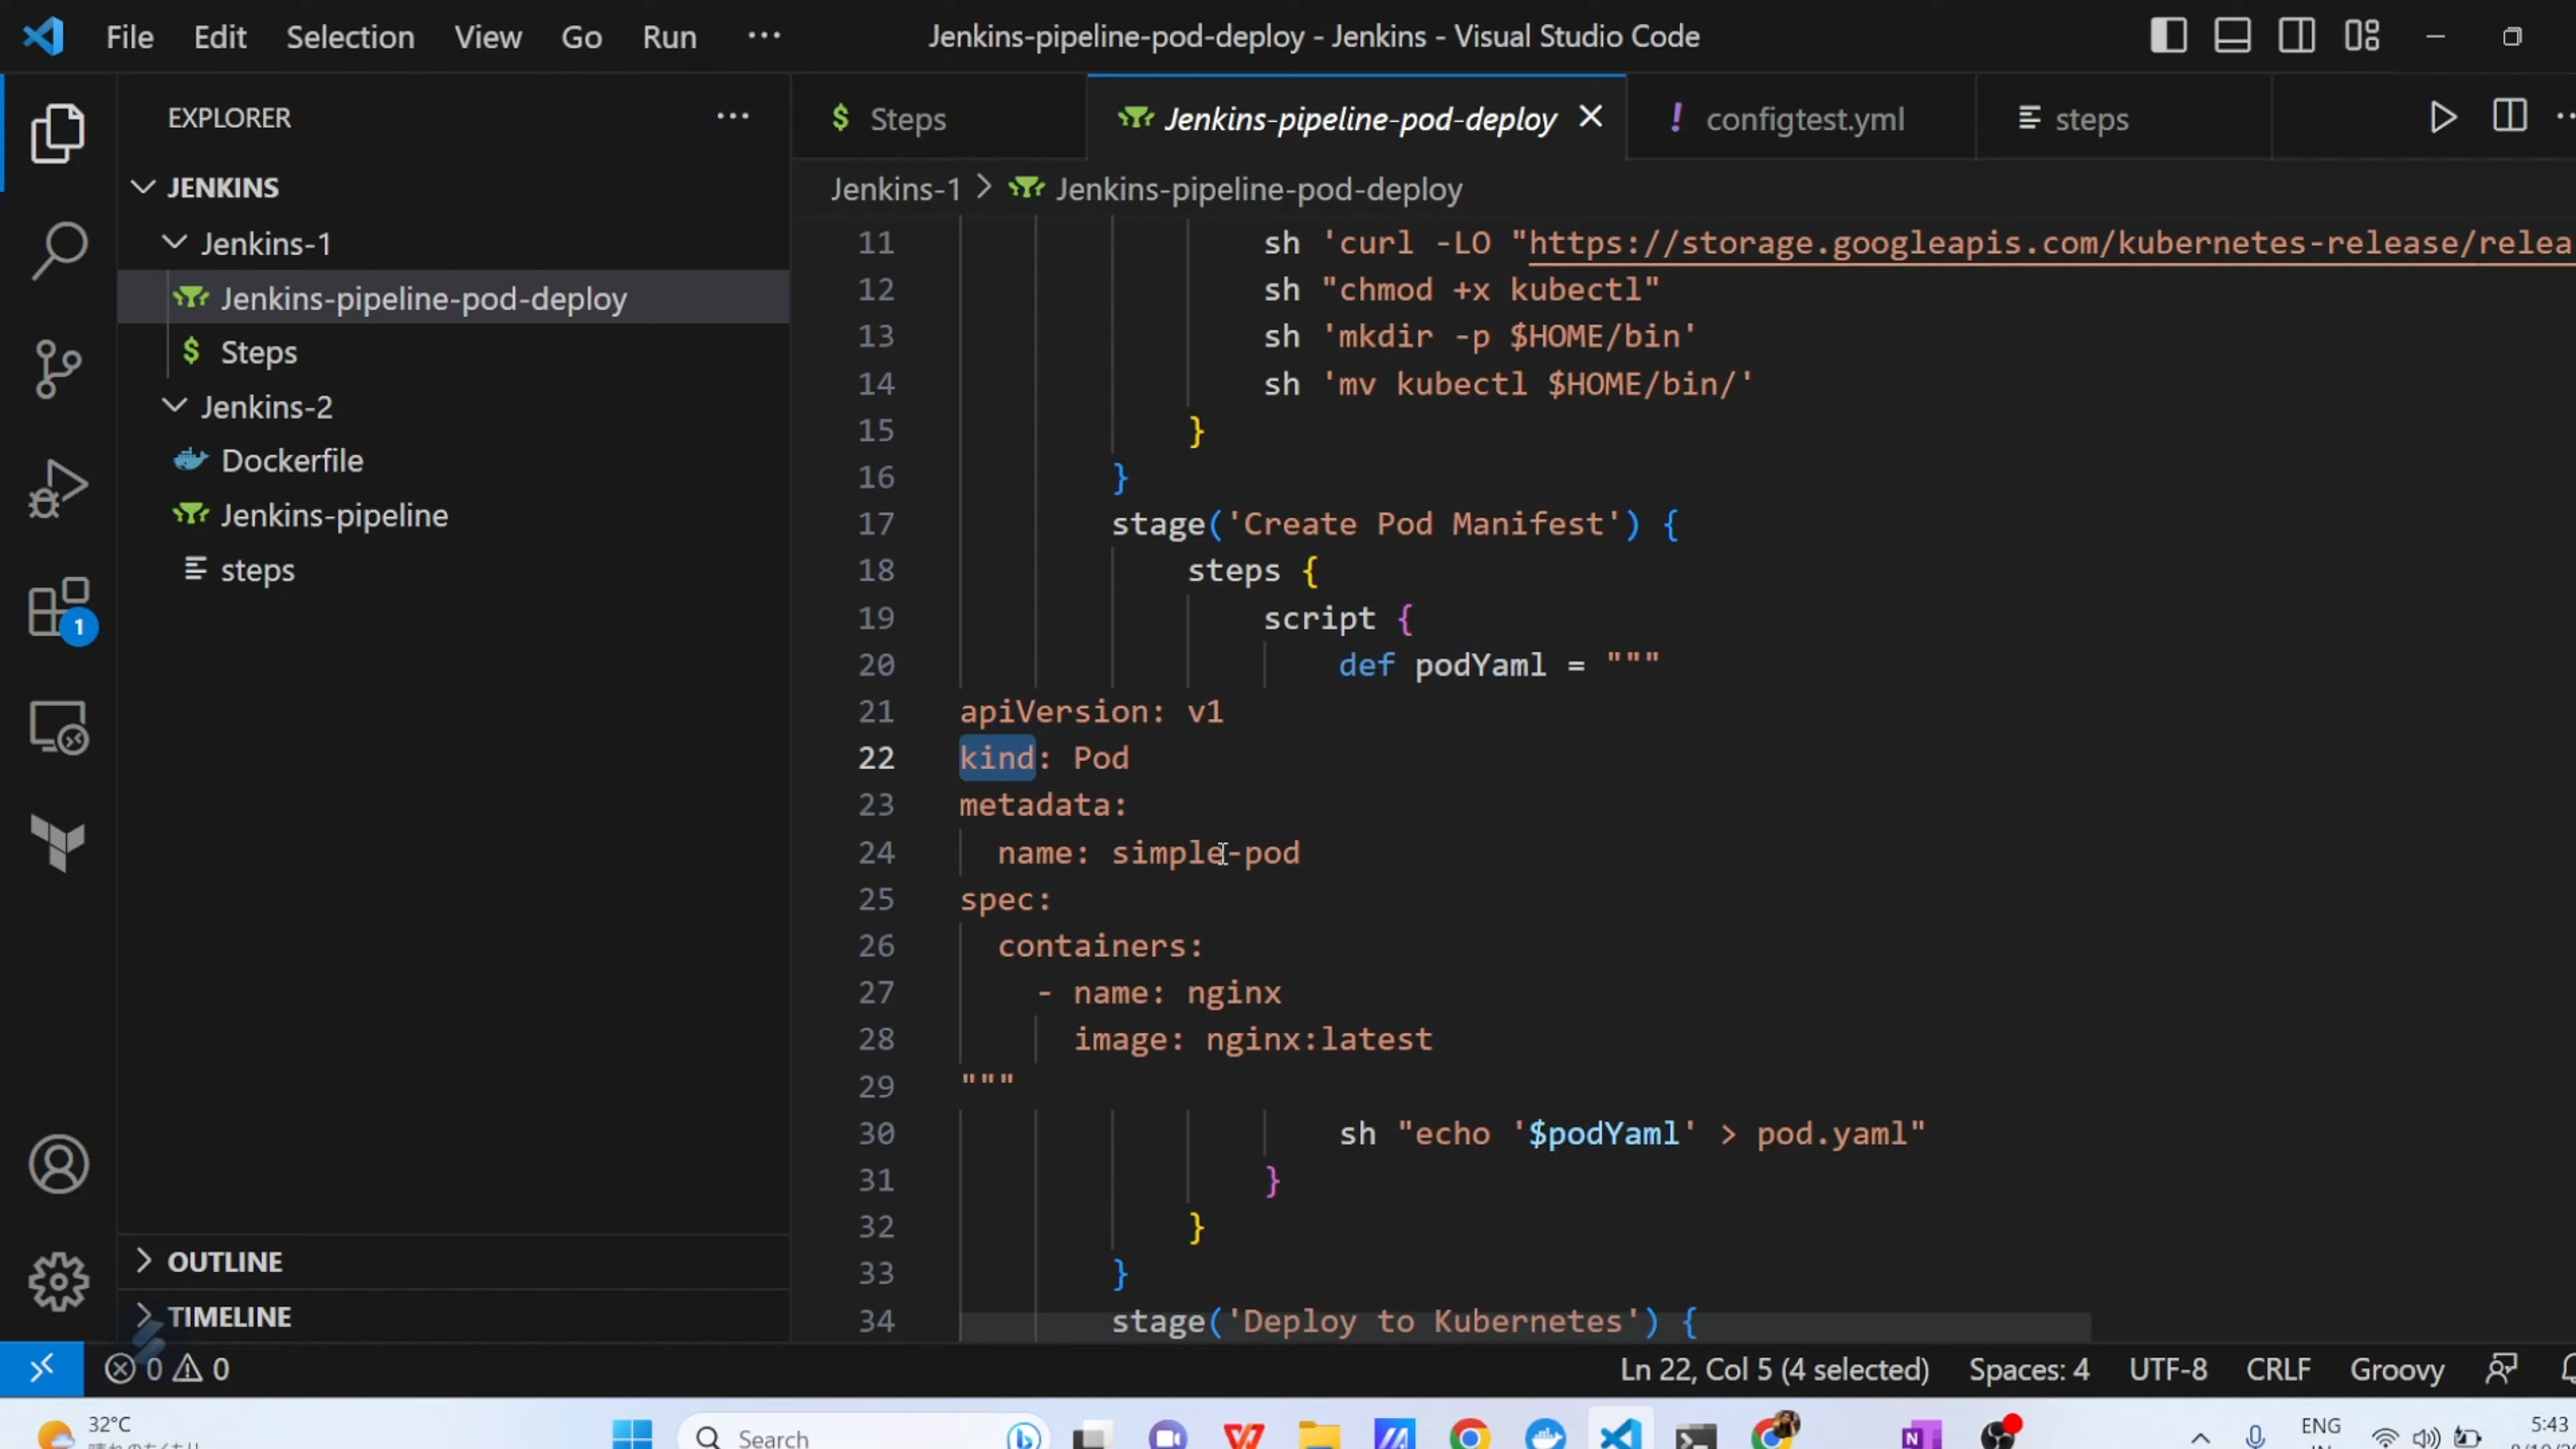 File Edit Selection View Go Run ··· Jenkins-pipeline-pod-deploy - Jenkins - Visual Studio Code
EXPLORER ···
JENKINS
Jenkins-1
Jenkins-pipeline-pod-deploy
Steps
Jenkins-2
Dockerfile
Jenkins-pipeline
steps
1
OUTLINE
TIMELINE
$ Steps Jenkins-pipeline-pod-deploy ! configtest.yml steps
Jenkins-1 > Jenkins-pipeline-pod-deploy
11 sh 'curl -LO "https://storage.googleapis.com/kubernetes-release/relea
12 sh "chmod +x kubectl"
13 sh 'mkdir -p $HOME/bin'
14 sh 'mv kubectl $HOME/bin/'
15 }
16 }
17 stage('Create Pod Manifest') {
18 steps {
19 script {
20 def podYaml = """
21 apiVersion: v1
22 kind: Pod
23 metadata:
24 name: simple-pod
25 spec:
26 containers:
27 - name: nginx
28 image: nginx:latest
29 """
30 sh "echo '$podYaml' > pod.yaml"
31 }
32 }
33 }
34 stage('Deploy to Kubernetes') {
0 0 Ln 22, Col 5 (4 selected) Spaces: 4 UTF-8 CRLF Groovy
32°C
Search
ENG
5:43